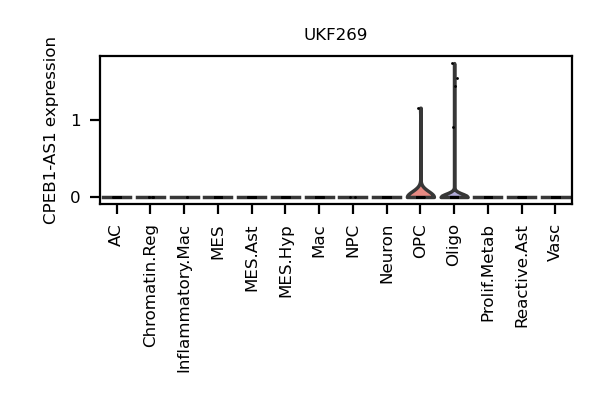 UKF269
CPEB1-AS1 expression
1
0
AC
Chromatin.Reg
Inflammatory.Mac
MES
MES.Ast
MES.Hyp
Mac
NPC
Neuron
OPC
Oligo
Prolif.Metab
Reactive.Ast
Vasc